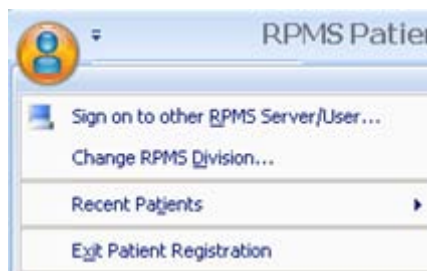 RPMS Patie
Sign on to other RPMS Server/User...
Change RPMS Division...
Recent Patients
Exit Patient Registration